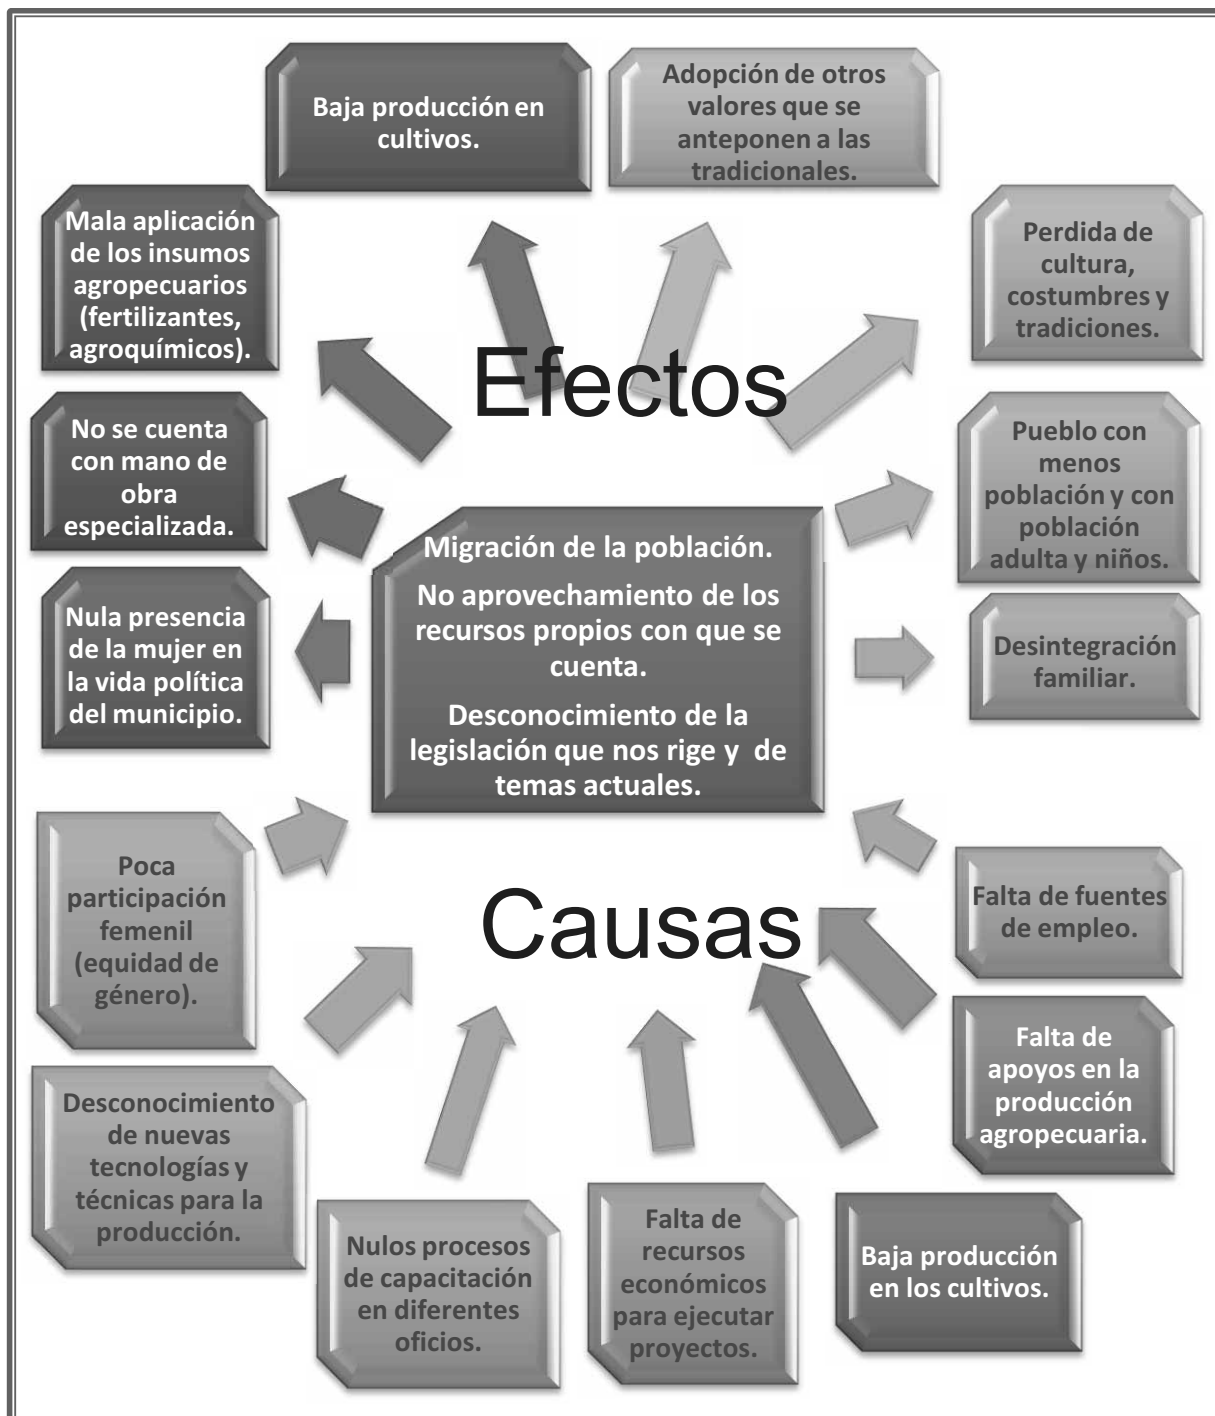 Baja producción en
cultivos.
Adopción de otros
valores que se
anteponen a las
tradicionales.
Mala aplicación
de los insumos
agropecuarios
(fertilizantes,
agroquímicos).
Perdida de
cultura,
costumbres y
tradiciones.
Efectos
No se cuenta
con mano de
obra
especializada.
Pueblo con
menos
población y con
población
adulta y niños.
Migración de la población.
No aprovechamiento de los
recursos propios con que se
cuenta.
Desconocimiento de la
legislación que nos rige y de
temas actuales.
Nula presencia
de la mujer en
la vida política
del municipio.
Desintegración
familiar.
Poca
participación
femenil
(equidad de
género).
Causas
Falta de fuentes
de empleo.
Falta de
apoyos en la
producción
agropecuaria.
Desconocimiento
de nuevas
tecnologías y
técnicas para la
producción.
Nulos procesos
de capacitación
en diferentes
oficios.
Falta de
recursos
económicos
para ejecutar
proyectos.
Baja producción
en los cultivos.